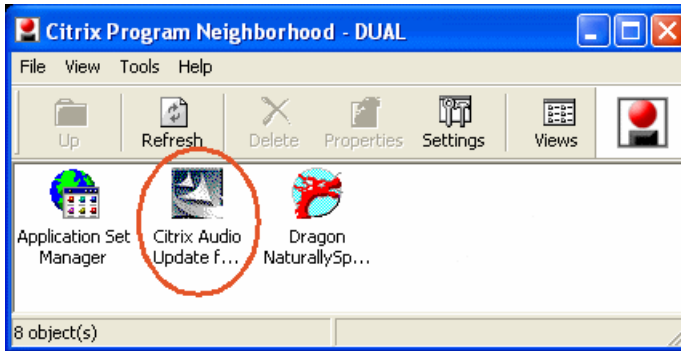 Citrix Program Neighborhood - DUAL
File View Tools Help
Up Refresh Delete Properties Settings Views
Application Set Manager
Citrix Audio Update f...
Dragon NaturallySp...
8 object(s)